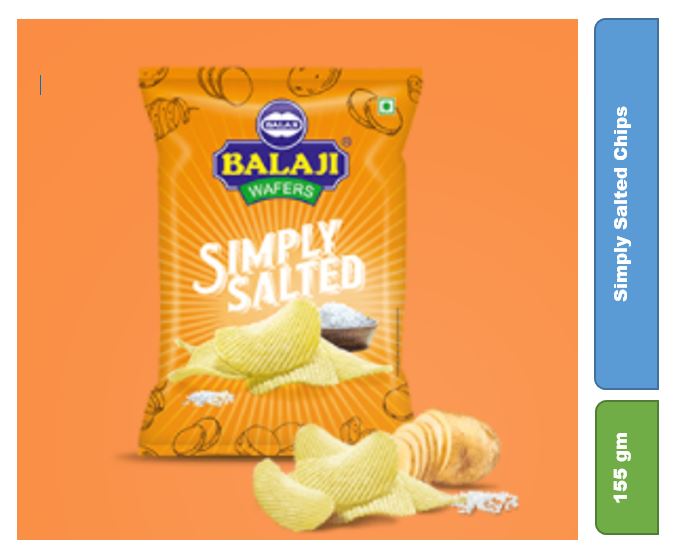 BALAJI
BALAJI
WAFERS
SIMPLY
SALTED
Simply Salted Chips
155 gm